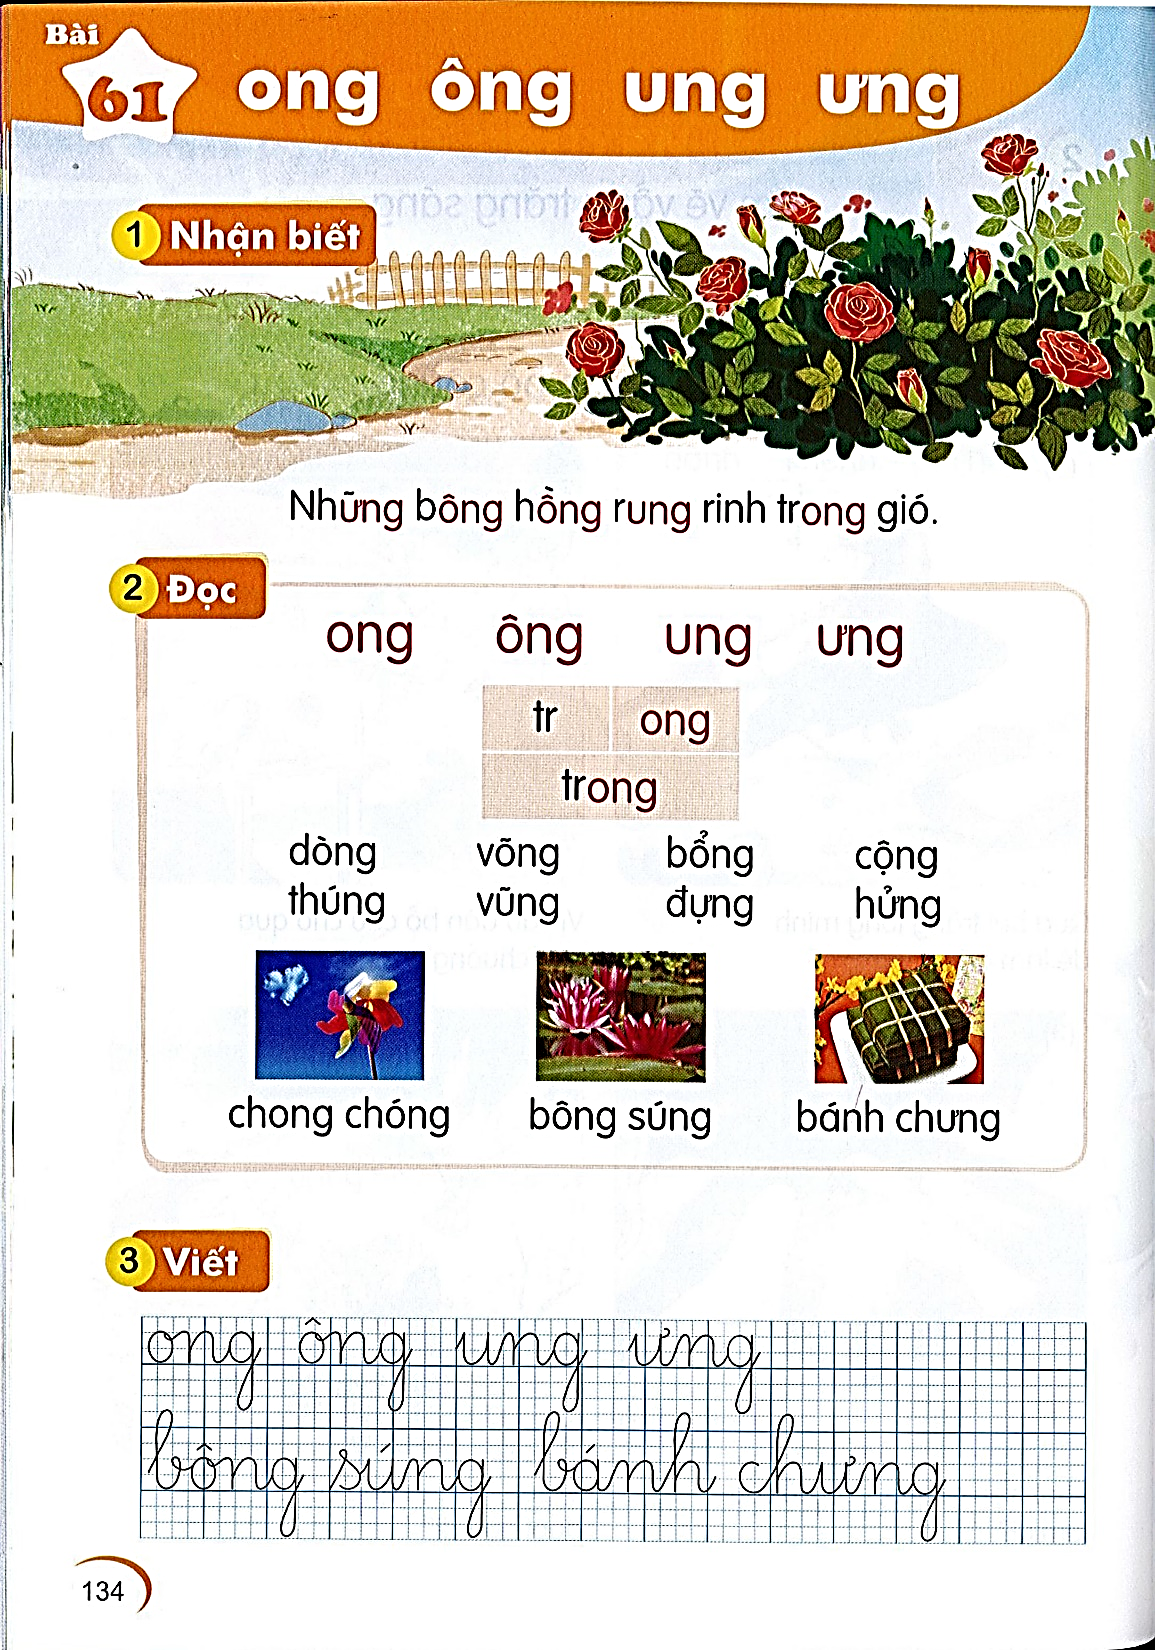 Bài
61 ong ông ung ưng
1 Nhận biết
Những bông hồng rung rinh trong gió.
2 Đọc
ong ông ung ưng
tr ong
trong
dòng võng bổng cộng
thúng vũng đựng hửng
chong chóng bông súng bánh chưng
3 Viết
ong ông ung ưng
bông súng bánh chưng
134